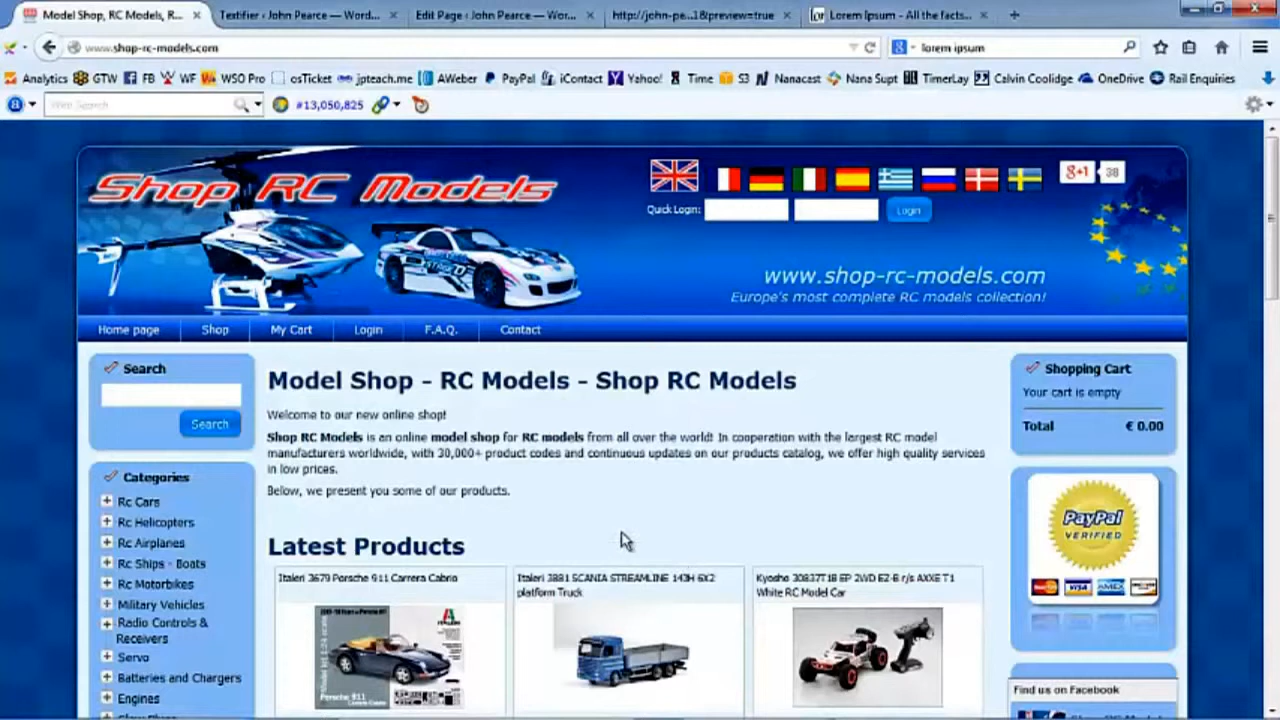 Model Shop, RC Models, R...
Textifier ‹ John Pearce — Word...
Edit Page ‹ John Pearce — Wor...
http://john-pe...1&preview=true
Lorem Ipsum - All the facts...
www.shop-rc-models.com
lorem ipsum
Analytics GTW FB WF WSO Pro osTicket jpteach.me AWeber PayPal iContact Yahoo! Time S3 Nanacast Nana Supt TimerLay Calvin Coolidge OneDrive Rail Enquiries
Web Search
#13,050,825
Shop RC Models
g+1 38
Quick Login:
Login
www.shop-rc-models.com
Europe's most complete RC models collection!
Home page Shop My Cart Login F.A.Q. Contact
Search
Search
Categories
Rc Cars
Rc Helicopters
Rc Airplanes
Rc Ships - Boats
Rc Motorbikes
Military Vehicles
Radio Controls &
Receivers
Servo
Batteries and Chargers
Engines
Model Shop - RC Models - Shop RC Models
Welcome to our new online shop!
Shop RC Models is an online model shop for RC models from all over the world! In cooperation with the largest RC model
manufacturers worldwide, with 30,000+ product codes and continuous updates on our products catalog, we offer high quality services
in low prices.
Below, we present you some of our products.
Latest Products
Italeri 3679 Porsche 911 Carrera Cabrio
Italeri 3881 SCANIA STREAMLINE 143H 6X2
platform Truck
Kyosho 30837T1B EP 2WD EZ-B r/s AXXE T1
White RC Model Car
Porsche 911
Shopping Cart
Your cart is empty
Total € 0.00
PayPal
VERIFIED
VISA
Find us on Facebook